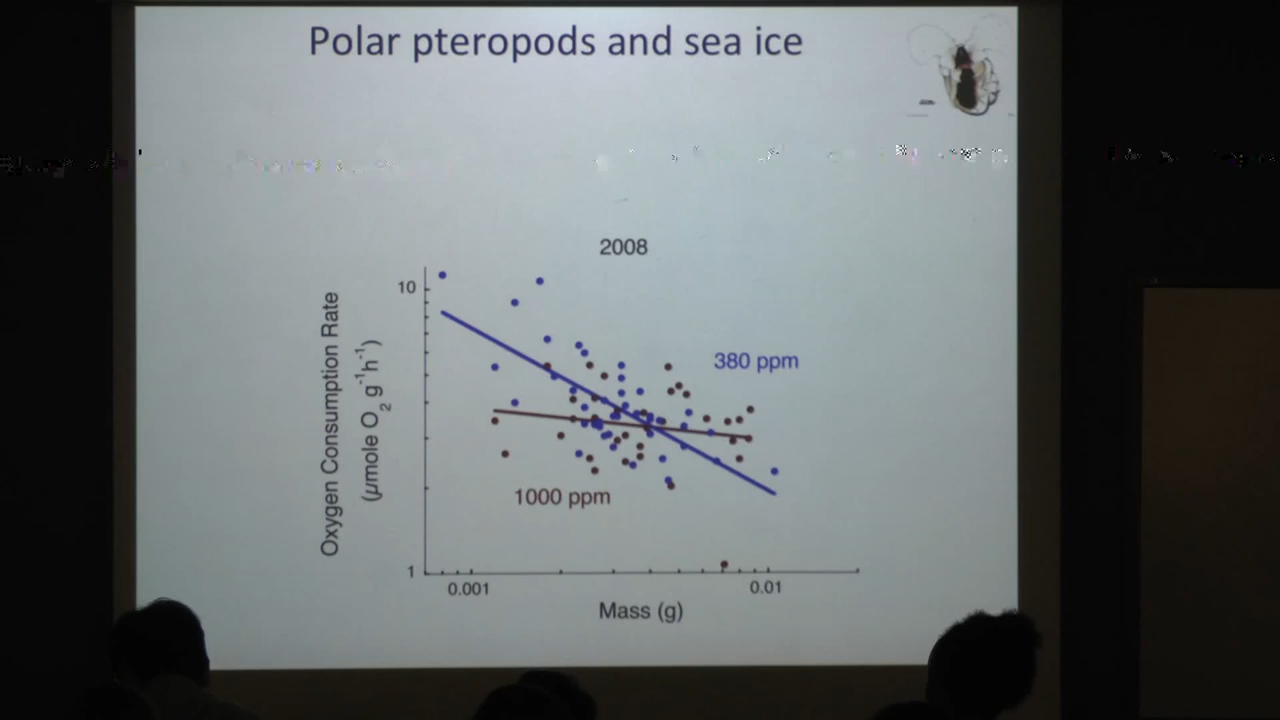 Polar pteropods and sea ice
2008
10
Oxygen Consumption Rate
(µmole O₂ g⁻¹h⁻¹)
380 ppm
1000 ppm
1
0.001
0.01
Mass (g)